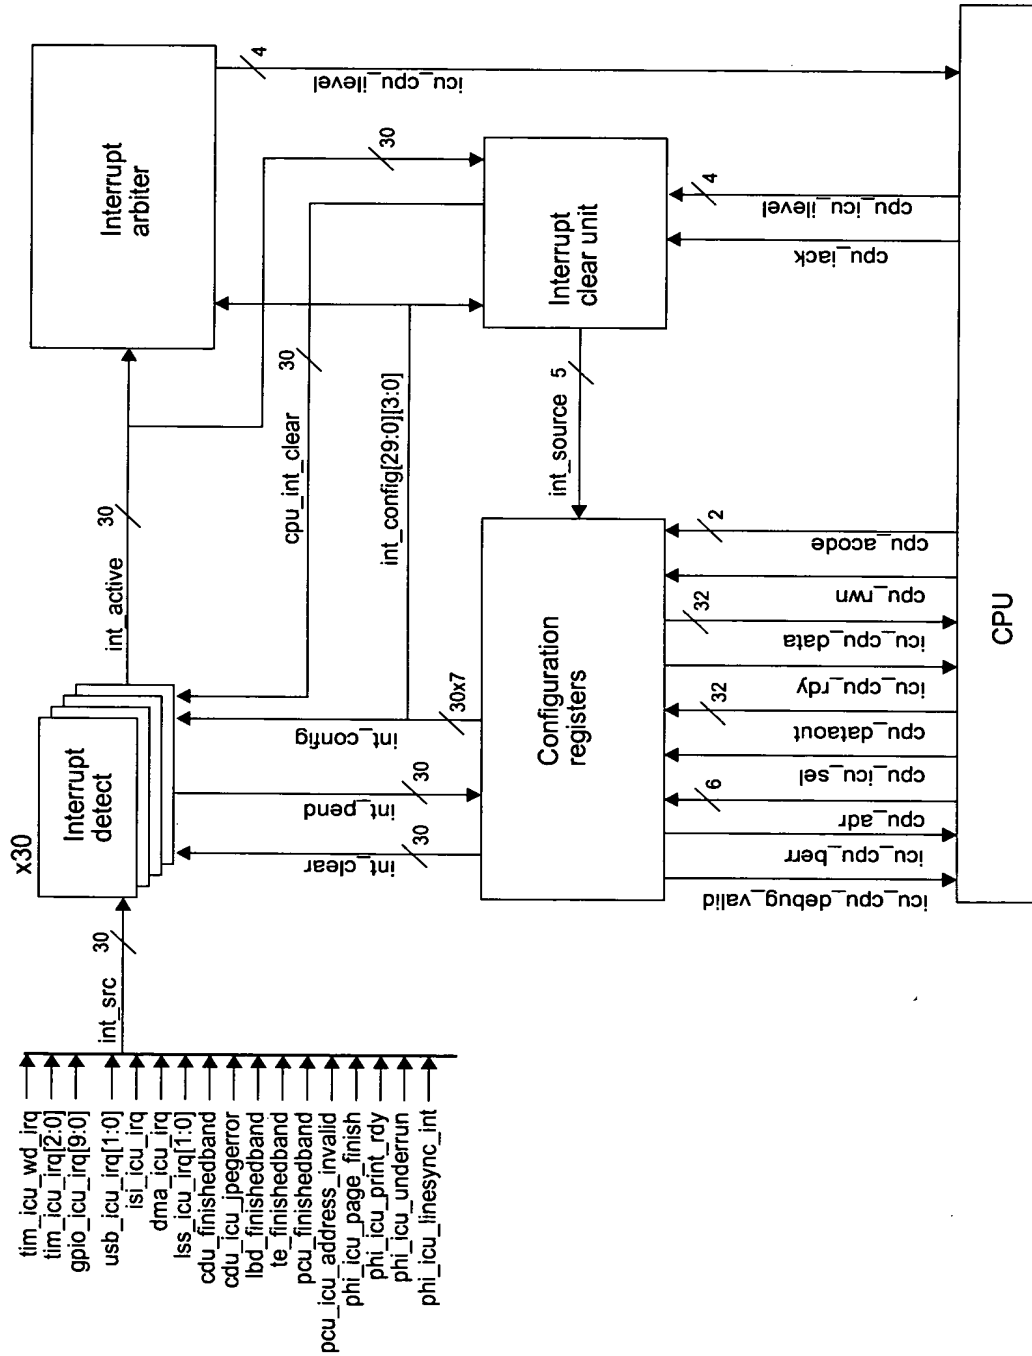 tim_icu_wd_irq
tim_icu_irq[2:0]
gpio_icu_irq[9:0]
usb_icu_irq[1:0]
isi_icu_irq
dma_icu_irq
lss_icu_irq[1:0]
cdu_finishedband
cdu_icu_jpegerror
lbd_finishedband
te_finishedband
pcu_finishedband
pcu_icu_address_invalid
phi_icu_page_finish
phi_icu_print_rdy
phi_icu_underrun
phi_icu_linesync_int
int_src
30
x30
Interrupt
detect
int_active
30
Interrupt
arbiter
4
icu_cpu_ilevel
30
cpu_int_clear
30
int_config[29:0][3:0]
int_clear
30
int_pend
30
int_config
30x7
Configuration
registers
int_source
5
Interrupt
clear unit
cpu_iack
cpu_icu_ilevel
4
icu_cpu_debug_valid
icu_cpu_berr
cpu_adr
6
cpu_icu_sel
cpu_dataout
32
icu_cpu_rdy
icu_cpu_data
32
cpu_rwn
cpu_acode
2
CPU